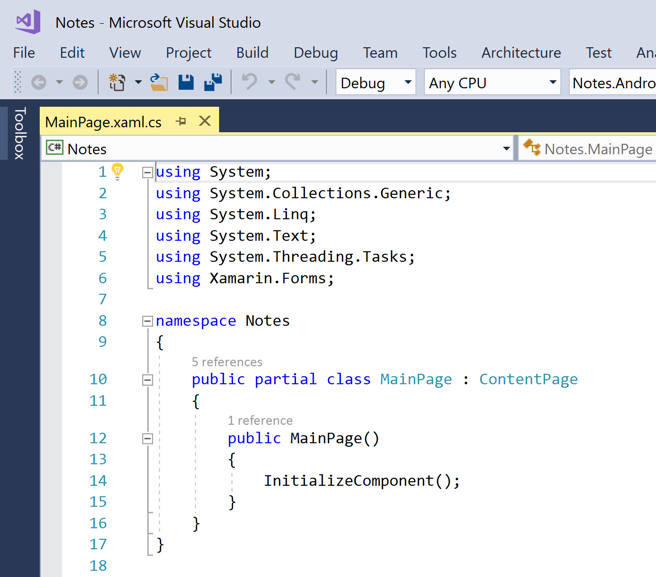 Notes - Microsoft Visual Studio
File Edit View Project Build Debug Team Tools Architecture Test
Debug Any CPU Notes.Andro
Toolbox
MainPage.xaml.cs
C# Notes Notes.MainPage
1 using System;
2 using System.Collections.Generic;
3 using System.Linq;
4 using System.Text;
5 using System.Threading.Tasks;
6 using Xamarin.Forms;
7
8 namespace Notes
9 {
5 references
10 public partial class MainPage : ContentPage
11 {
1 reference
12 public MainPage()
13 {
14 InitializeComponent();
15 }
16 }
17 }
18